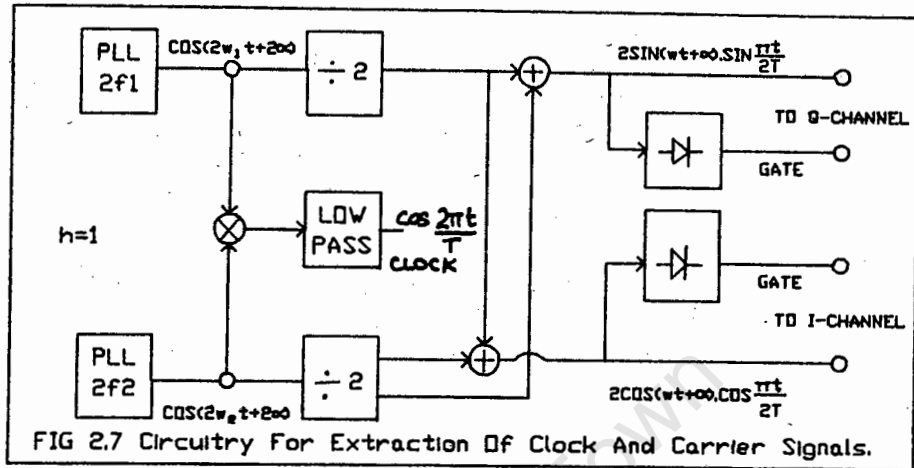 PLL
2f1
COS(2w₁t+2∞)
÷ 2
2SIN(wt+∞).SIN πt/2T
TO Q-CHANNEL
GATE
h=1
LOW
PASS
cos 2πt/T
CLOCK
GATE
TO I-CHANNEL
PLL
2f2
COS(2w₂t+2∞)
÷ 2
2COS(wt+∞).COS πt/2T
FIG 2.7 Circuitry For Extraction Of Clock And Carrier Signals.
town